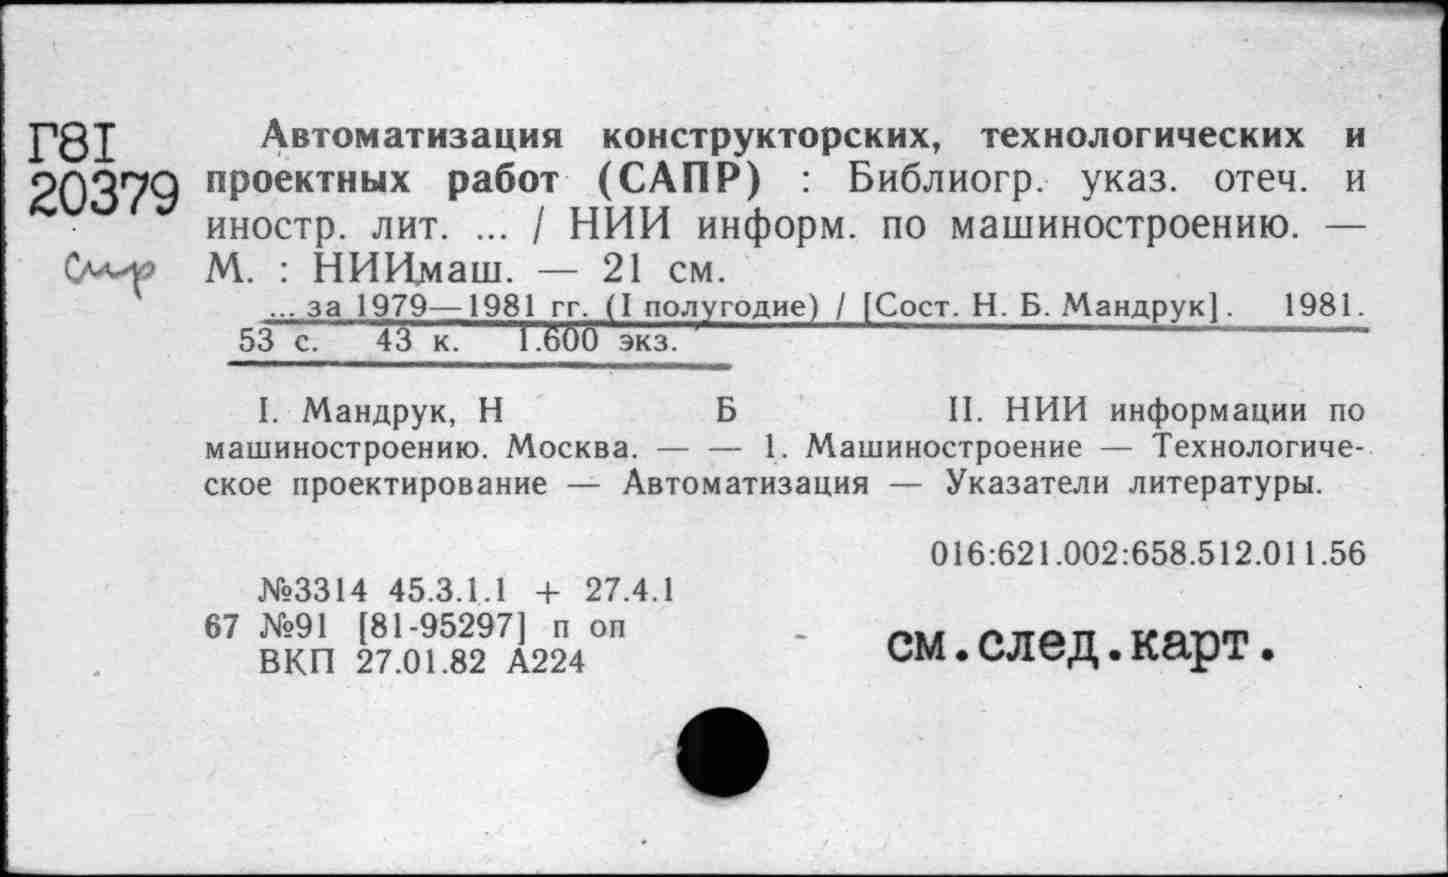 Г8I Автоматизация конструкторских, технологических и
20379 проектных работ (САПР) : Библиогр. указ. отеч. и
иностр. лит. ... / НИИ информ. по машиностроению. —
М. : НИИмаш. — 21 см.
... за 1979—1981 гг. (I полугодие) / [Сост. Н. Б. Мандрук]. 1981.
53 с. 43 к. 1.600 экз.
I. Мандрук, Н Б II. НИИ информации по
машиностроению. Москва. — — 1. Машиностроение — Технологиче-
ское проектирование — Автоматизация — Указатели литературы.
016:621.002:658.512.011.56
№3314 45.3.1.1 + 27.4.1
67 №91 [81-95297] п оп
ВКП 27.01.82 А224
см.след.карт.